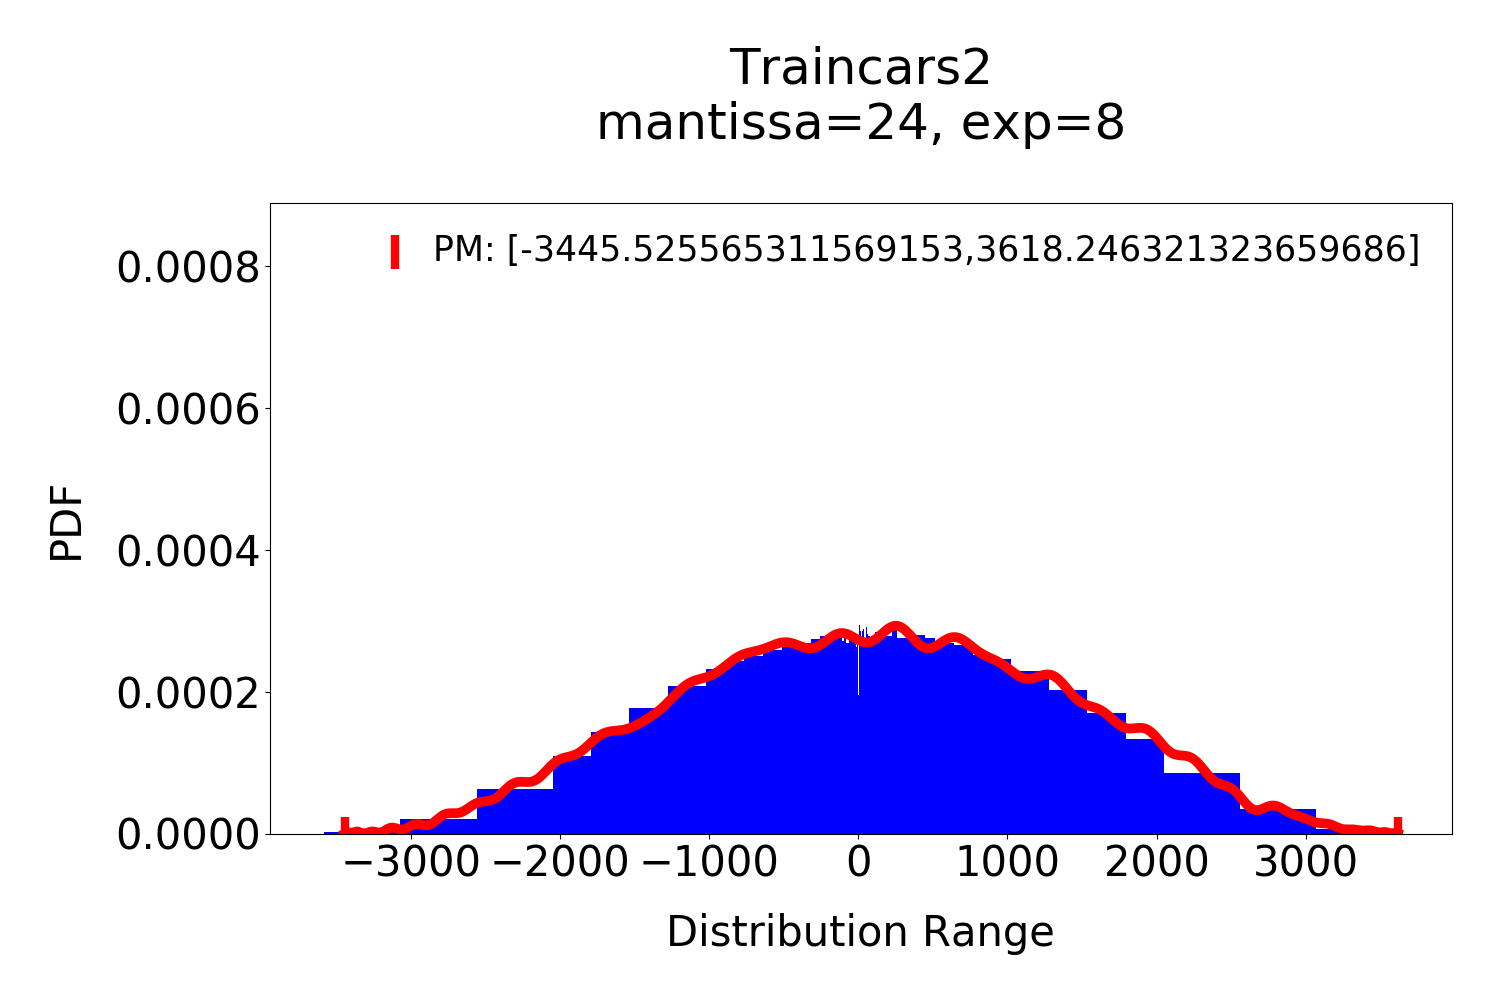 Traincars2
mantissa=24, exp=8
PM: [-3445.525565311569153,3618.246321323659686]
0.0008
0.0006
0.0004
0.0002
0.0000
PDF
−3000 −2000 −1000 0 1000 2000 3000
Distribution Range